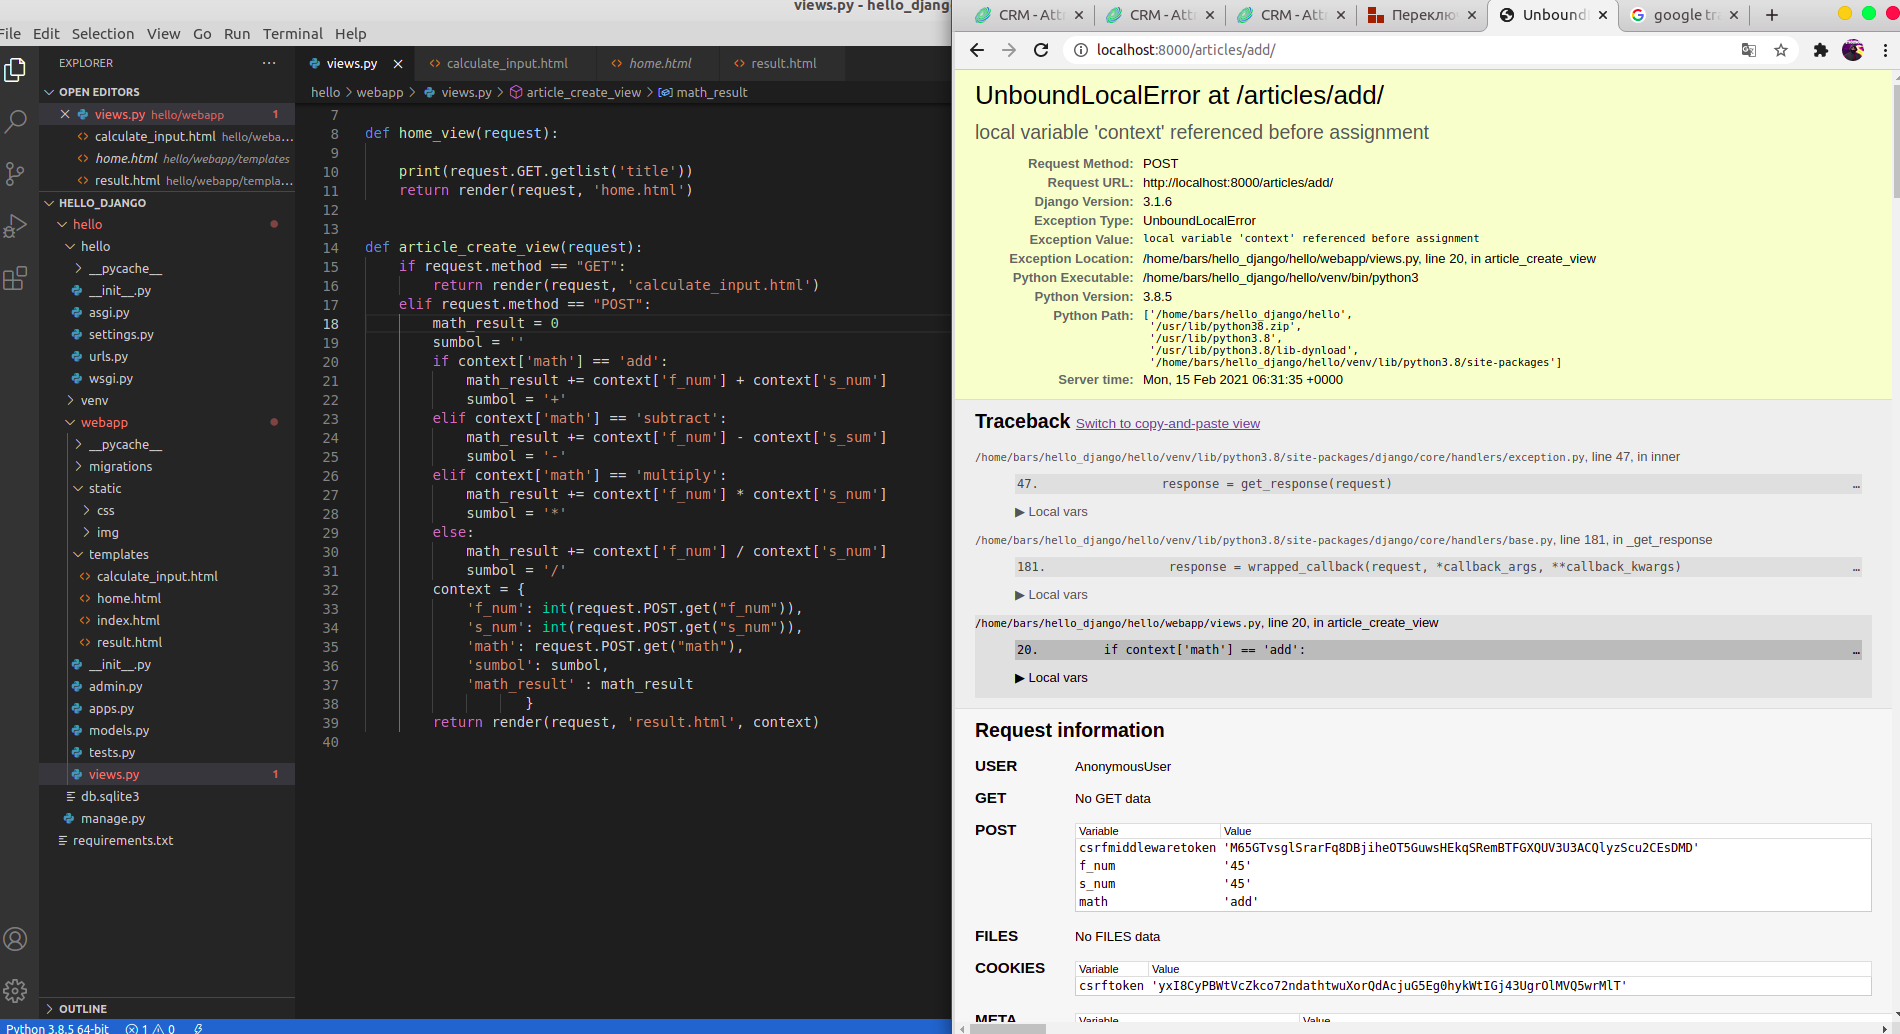 views.py - hello_djang
File Edit Selection View Go Run Terminal Help
EXPLORER
OPEN EDITORS
views.py hello/webapp 1
calculate_input.html hello/weba...
home.html hello/webapp/templates
result.html hello/webapp/templa...
HELLO_DJANGO
hello
hello
__pycache__
__init__.py
asgi.py
settings.py
urls.py
wsgi.py
venv
webapp
__pycache__
migrations
static
css
img
templates
calculate_input.html
home.html
index.html
result.html
__init__.py
admin.py
apps.py
models.py
tests.py
views.py 1
db.sqlite3
manage.py
requirements.txt
OUTLINE
Python 3.8.5 64-bit 1 0
views.py calculate_input.html home.html result.html
hello > webapp > views.py > article_create_view > math_result
7
8 def home_view(request):
9
10 print(request.GET.getlist('title'))
11 return render(request, 'home.html')
12
13
14 def article_create_view(request):
15 if request.method == "GET":
16 return render(request, 'calculate_input.html')
17 elif request.method == "POST":
18 math_result = 0
19 sumbol = ''
20 if context['math'] == 'add':
21 math_result += context['f_num'] + context['s_num']
22 sumbol = '+'
23 elif context['math'] == 'subtract':
24 math_result += context['f_num'] - context['s_sum']
25 sumbol = '-'
26 elif context['math'] == 'multiply':
27 math_result += context['f_num'] * context['s_num']
28 sumbol = '*'
29 else:
30 math_result += context['f_num'] / context['s_num']
31 sumbol = '/'
32 context = {
33 'f_num': int(request.POST.get("f_num")),
34 's_num': int(request.POST.get("s_num")),
35 'math': request.POST.get("math"),
36 'sumbol': sumbol,
37 'math_result' : math_result
38 }
39 return render(request, 'result.html', context)
40
CRM - Attr CRM - Attr CRM - Attr Переклю Unbound google tr
localhost:8000/articles/add/
UnboundLocalError at /articles/add/
local variable 'context' referenced before assignment
Request Method: POST
Request URL: http://localhost:8000/articles/add/
Django Version: 3.1.6
Exception Type: UnboundLocalError
Exception Value: local variable 'context' referenced before assignment
Exception Location: /home/bars/hello_django/hello/webapp/views.py, line 20, in article_create_view
Python Executable: /home/bars/hello_django/hello/venv/bin/python3
Python Version: 3.8.5
Python Path: ['/home/bars/hello_django/hello',
'/usr/lib/python38.zip',
'/usr/lib/python3.8',
'/usr/lib/python3.8/lib-dynload',
'/home/bars/hello_django/hello/venv/lib/python3.8/site-packages']
Server time: Mon, 15 Feb 2021 06:31:35 +0000
Traceback Switch to copy-and-paste view
/home/bars/hello_django/hello/venv/lib/python3.8/site-packages/django/core/handlers/exception.py, line 47, in inner
47. response = get_response(request) …
▶ Local vars
/home/bars/hello_django/hello/venv/lib/python3.8/site-packages/django/core/handlers/base.py, line 181, in _get_response
181. response = wrapped_callback(request, *callback_args, **callback_kwargs) …
▶ Local vars
/home/bars/hello_django/hello/webapp/views.py, line 20, in article_create_view
20. if context['math'] == 'add': …
▶ Local vars
Request information
USER AnonymousUser
GET No GET data
POST
Variable Value
csrfmiddlewaretoken 'M65GTvsglSrarFq8DBjiheOT5GuwsHEkqSRemBTFGXQUV3U3ACQlyzScu2CEsDMD'
f_num '45'
s_num '45'
math 'add'
FILES No FILES data
COOKIES
Variable Value
csrftoken 'yxI8CyPBWtVcZkco72ndathtwuXorQdAcjuG5Eg0hykWtIGj43UgrOlMVQ5wrMlT'
META Variable Value